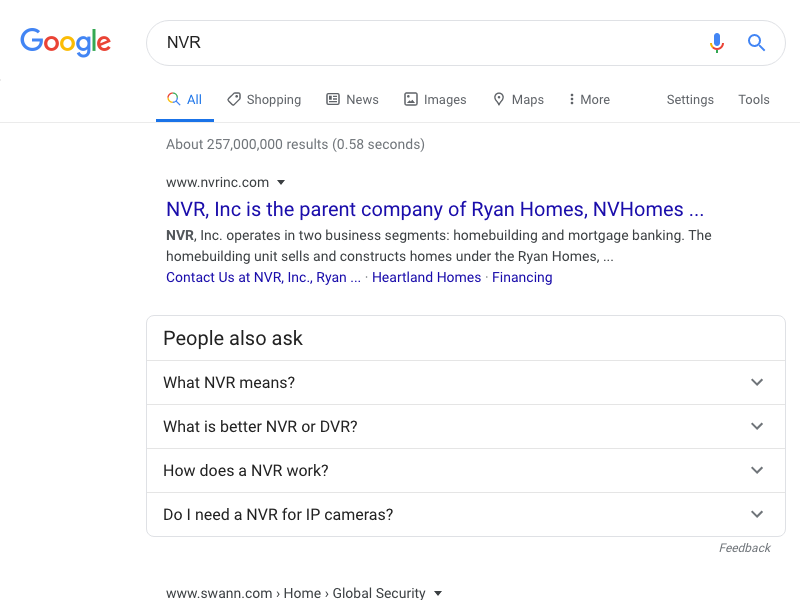 Google
NVR
All Shopping News Images Maps More Settings Tools
About 257,000,000 results (0.58 seconds)
www.nvrinc.com
NVR, Inc is the parent company of Ryan Homes, NVHomes ...
NVR, Inc. operates in two business segments: homebuilding and mortgage banking. The
homebuilding unit sells and constructs homes under the Ryan Homes, ...
Contact Us at NVR, Inc., Ryan ... · Heartland Homes · Financing
People also ask
What NVR means?
What is better NVR or DVR?
How does a NVR work?
Do I need a NVR for IP cameras?
Feedback
www.swann.com › Home › Global Security